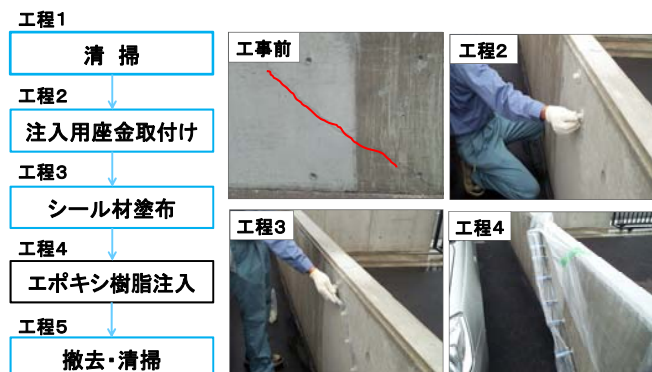 工程1
清 掃
工程2
注入用座金取付け
工程3
シール材塗布
工程4
エポキシ樹脂注入
工程5
撤去・清掃
工事前
工程2
工程3
工程4